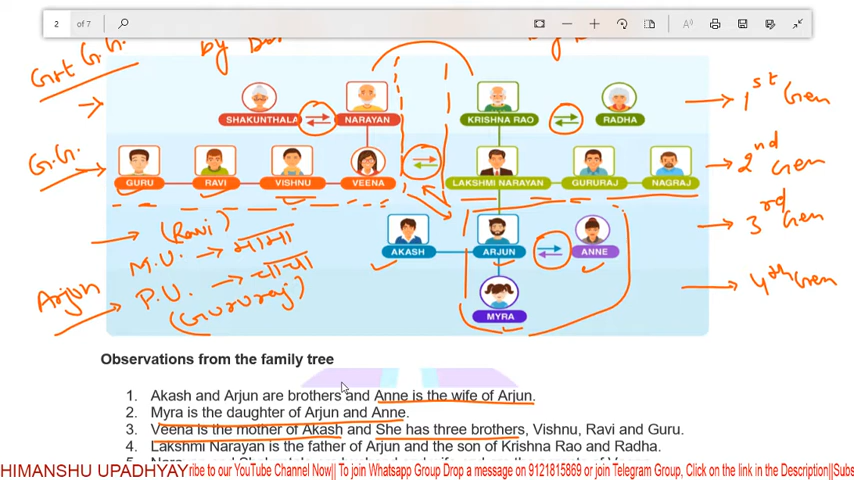 2 of 7
Grt G.G.
SHAKUNTHALA NARAYAN KRISHNA RAO RADHA
1st Gen
G.G.
GURU RAVI VISHNU VEENA LAKSHMI NARAYAN GURURAJ NAGRAJ
2nd Gen
(Ravi)
3rd Gen
M.U. → मामा
AKASH ARJUN ANNE
Arjun
P.U. → चाचा
(Gururaj)
4th Gen
MYRA
Observations from the family tree
1. Akash and Arjun are brothers and Anne is the wife of Arjun.
2. Myra is the daughter of Arjun and Anne.
3. Veena is the mother of Akash and She has three brothers, Vishnu, Ravi and Guru.
4. Lakshmi Narayan is the father of Arjun and the son of Krishna Rao and Radha.
HIMANSHU UPADHYAY ribe to our YouTube Channel Now|| To join Whatsapp Group Drop a message on 9121815869 or join Telegram Group, Click on the link in the Description||Subs